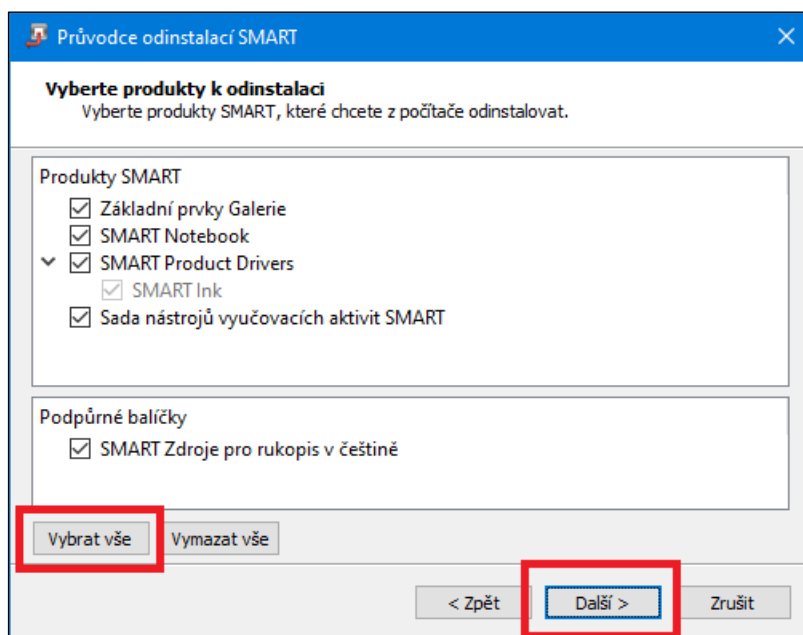 Průvodce odinstalací SMART
Vyberte produkty k odinstalaci
Vyberte produkty SMART, které chcete z počítače odinstalovat.
Produkty SMART
Základní prvky Galerie
SMART Notebook
SMART Product Drivers
SMART Ink
Sada nástrojů vyučovacích aktivit SMART
Podpůrné balíčky
SMART Zdroje pro rukopis v češtině
Vybrat vše Vymazat vše
< Zpět Další > Zrušit